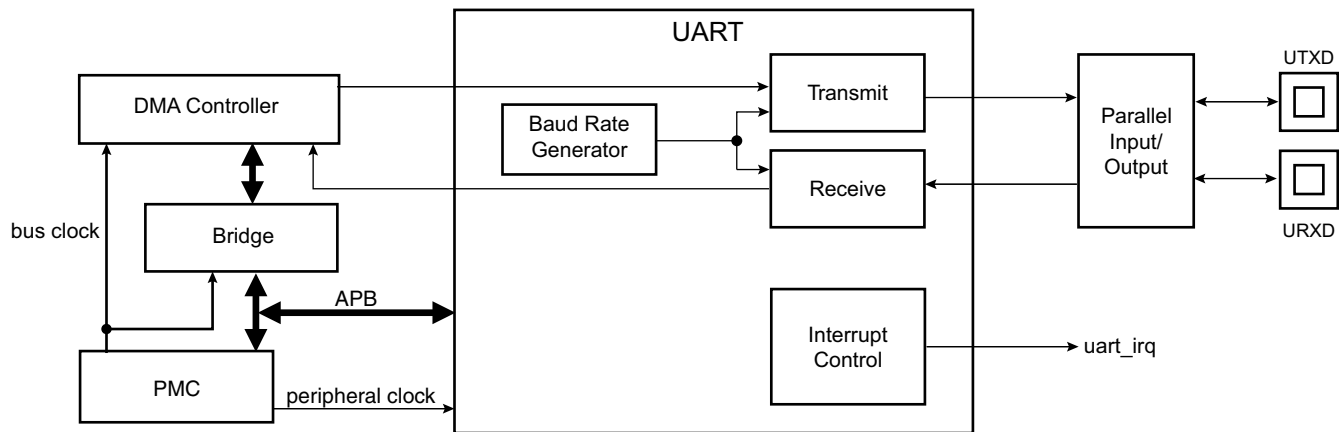 UART
DMA Controller
Transmit
UTXD
Baud Rate
Generator
Parallel
Input/
Output
Receive
URXD
bus clock
Bridge
APB
Interrupt
Control
uart_irq
PMC
peripheral clock